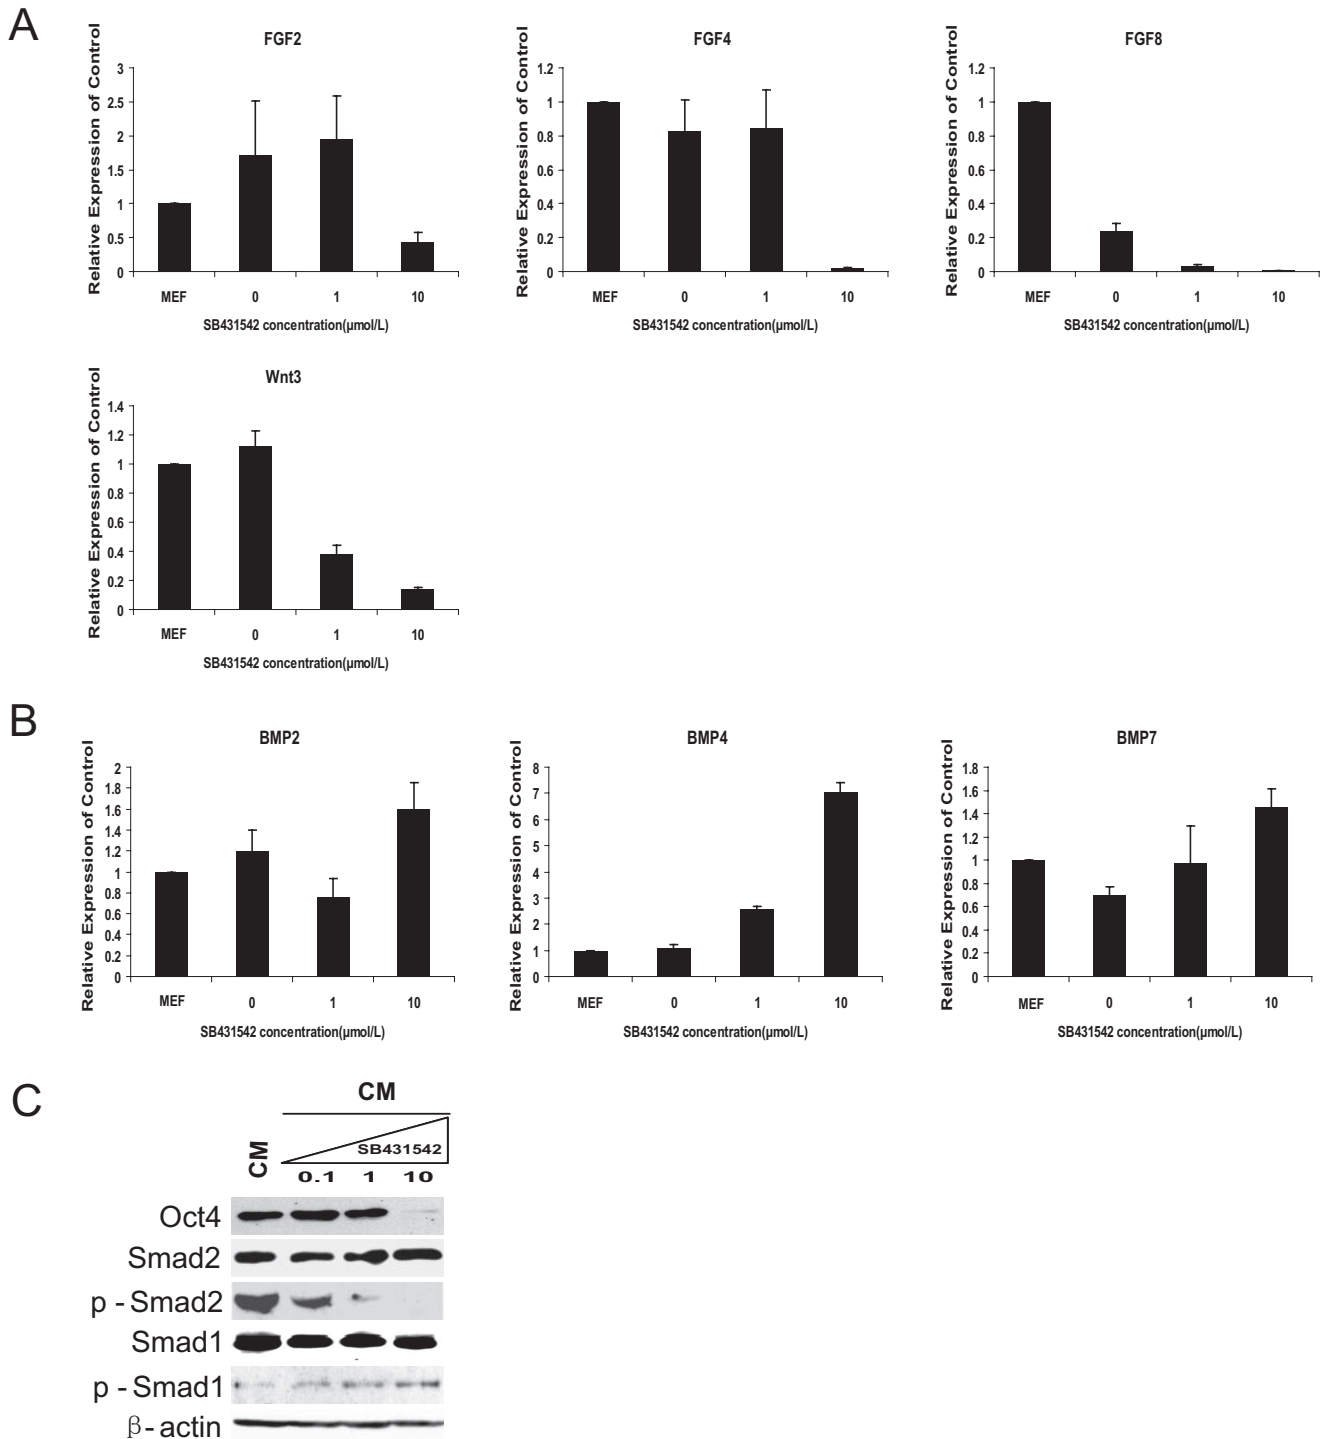 A
FGF2
Relative Expression of Control
3
2.5
2
1.5
1
0.5
0
MEF 0 1 10
SB431542 concentration(μmol/L)
FGF4
Relative Expression of Control
1.2
1
0.8
0.6
0.4
0.2
0
MEF 0 1 10
SB431542 concentration(μmol/L)
FGF8
Relative Expression of Control
1.2
1
0.8
0.6
0.4
0.2
0
MEF 0 1 10
SB431542 concentration(μmol/L)
Wnt3
Relative Expression of Control
1.4
1.2
1
0.8
0.6
0.4
0.2
0
MEF 0 1 10
SB431542 concentration(μmol/L)
B
BMP2
Relative Expression of Control
2
1.8
1.6
1.4
1.2
1
0.8
0.6
0.4
0.2
0
MEF 0 1 10
SB431542 concentration(μmol/L)
BMP4
Relative Expression of Control
8
7
6
5
4
3
2
1
0
MEF 0 1 10
SB431542 concentration(μmol/L)
BMP7
Relative Expression of Control
1.8
1.6
1.4
1.2
1
0.8
0.6
0.4
0.2
0
MEF 0 1 10
SB431542 concentration(μmol/L)
C
CM
CM
SB431542
0.1 1 10
Oct4
Smad2
p - Smad2
Smad1
p - Smad1
β- actin